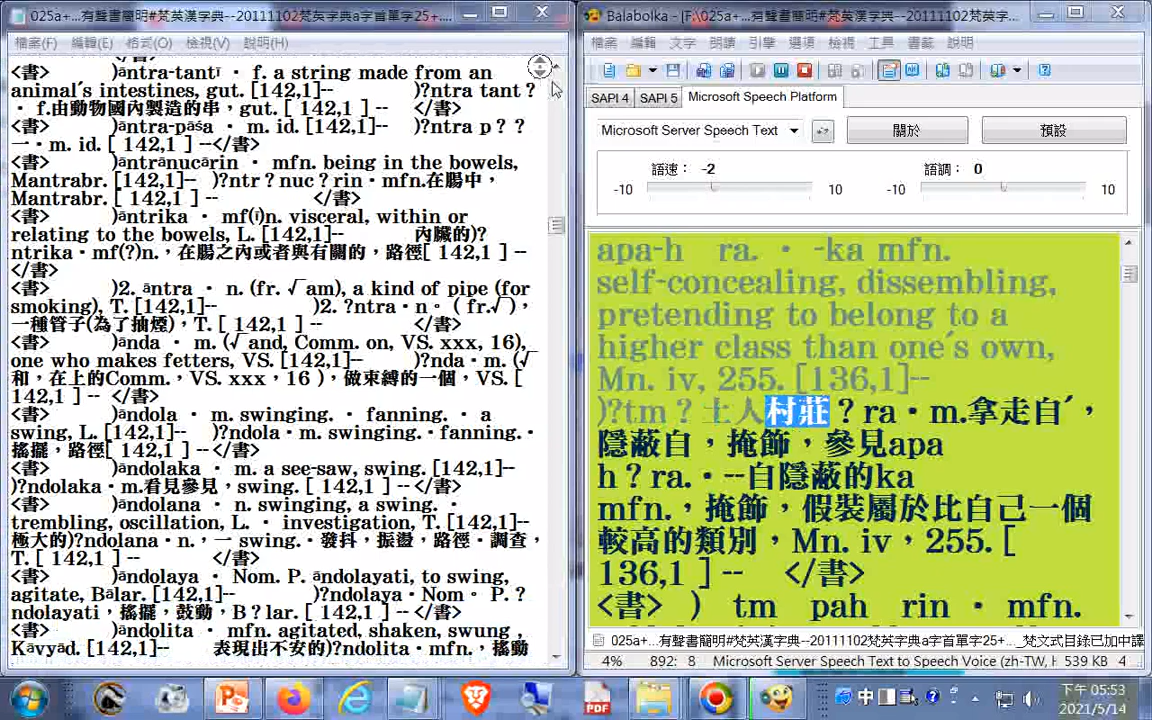 025a+...有聲書簡明#梵英漢字典--20111102梵英字典a字首單字25+....
檔案(F) 編輯(E) 格式(O) 檢視(V) 說明(H)
<書> )āntra-tantī ‧ f. a string made from an
animal's intestines, gut. [142,1]-- )?ntra tant ?
‧ f.由動物國內製造的串，gut. [ 142,1 ] </書>
<書> )āntra-pāśa ‧ m. id. [142,1]-- )?ntra p ? ?
一‧m. id. [ 142,1 ]--</書>
<書> )āntrānucārin ‧ mfn. being in the bowels,
Mantrabr. [142,1]-- )?ntr？nuc？rin‧mfn.在腸中，
Mantrabr. [ 142,1 ] </書>
<書> )āntrika ‧ mf(ī)n. visceral, within or
relating to the bowels, L. [142,1]-- 內臟的)?
ntrika‧mf(?)n.，在腸之內或者與有關的，路徑[ 142,1 ] --
</書>
<書> )2. āntra ‧ n. (fr. √am), a kind of pipe (for
smoking), T. [142,1]-- )2. ?ntra‧n。 ( fr.√)，
一種管子(為了抽煙)，T. [ 142,1 ] </書>
<書> )ānda ‧ m. (√and, Comm. on, VS. xxx, 16),
one who makes fetters, VS. [142,1]-- )?nda‧m. (√
和，在上的Comm.，VS. xxx，16 )，做束縛的一個，VS. [
142,1 ] </書>
<書> )āndola ‧ m. swinging. ‧ fanning. ‧ a
swing, L. [142,1]-- )?ndola‧m. swinging.‧fanning.‧
搖擺，路徑[ 142,1 ]--</書>
<書> )āndolaka ‧ m. a see-saw, swing. [142,1]--
)?ndolaka‧m.看見參見，swing. [ 142,1 ]--</書>
<書> )āndolana ‧ n. swinging, a swing. ‧
trembling, oscillation, L. ‧ investigation, T. [142,1]--
極大的)?ndolana‧n.，一 swing.‧發抖，振盪，路徑‧調查，
T. [ 142,1 ] </書>
<書> )āndolaya ‧ Nom. P. āndolayati, to swing,
agitate, Bālar. [142,1]-- )?ndolaya‧Nom。 P. ?
ndolayati，搖擺，鼓動，B？lar. [ 142,1 ]--</書>
<書> )āndolita ‧ mfn. agitated, shaken, swung ,
Kāvyād. [142,1]-- 表現出不安的)?ndolita‧mfn.，搖動
Balabolka - [F:\025a+...有聲書簡明#梵英漢字典--20111102梵英字...
檔案 編輯 文字 朗讀 引擎 選項 檢視 工具 書籤 說明
SAPI 4 SAPI 5 Microsoft Speech Platform
Microsoft Server Speech Text 關於 預設
語速： -2 語調： 0
-10 10 -10 10
apa-h ra. ‧ -ka mfn.
self-concealing, dissembling,
pretending to belong to a
higher class than one's own,
Mn. iv, 255. [136,1]--
)?tm？土人村莊？ra‧m.拿走自ˊ，
隱蔽自，掩飾，參見apa
h？ra.‧--自隱蔽的ka
mfn.，掩飾，假裝屬於比自己一個
較高的類別，Mn. iv，255. [
136,1 ] -- </書>
<書> ) tm pah rin ‧ mfn.
025a+...有聲書簡明#梵英漢字典--20111102梵英字典a字首單字25+..._梵文式目錄已加中譯
4% 892: 8 Microsoft Server Speech Text to Speech Voice (zh-TW, H 539 KB 4
下午 05:53
2021/5/14